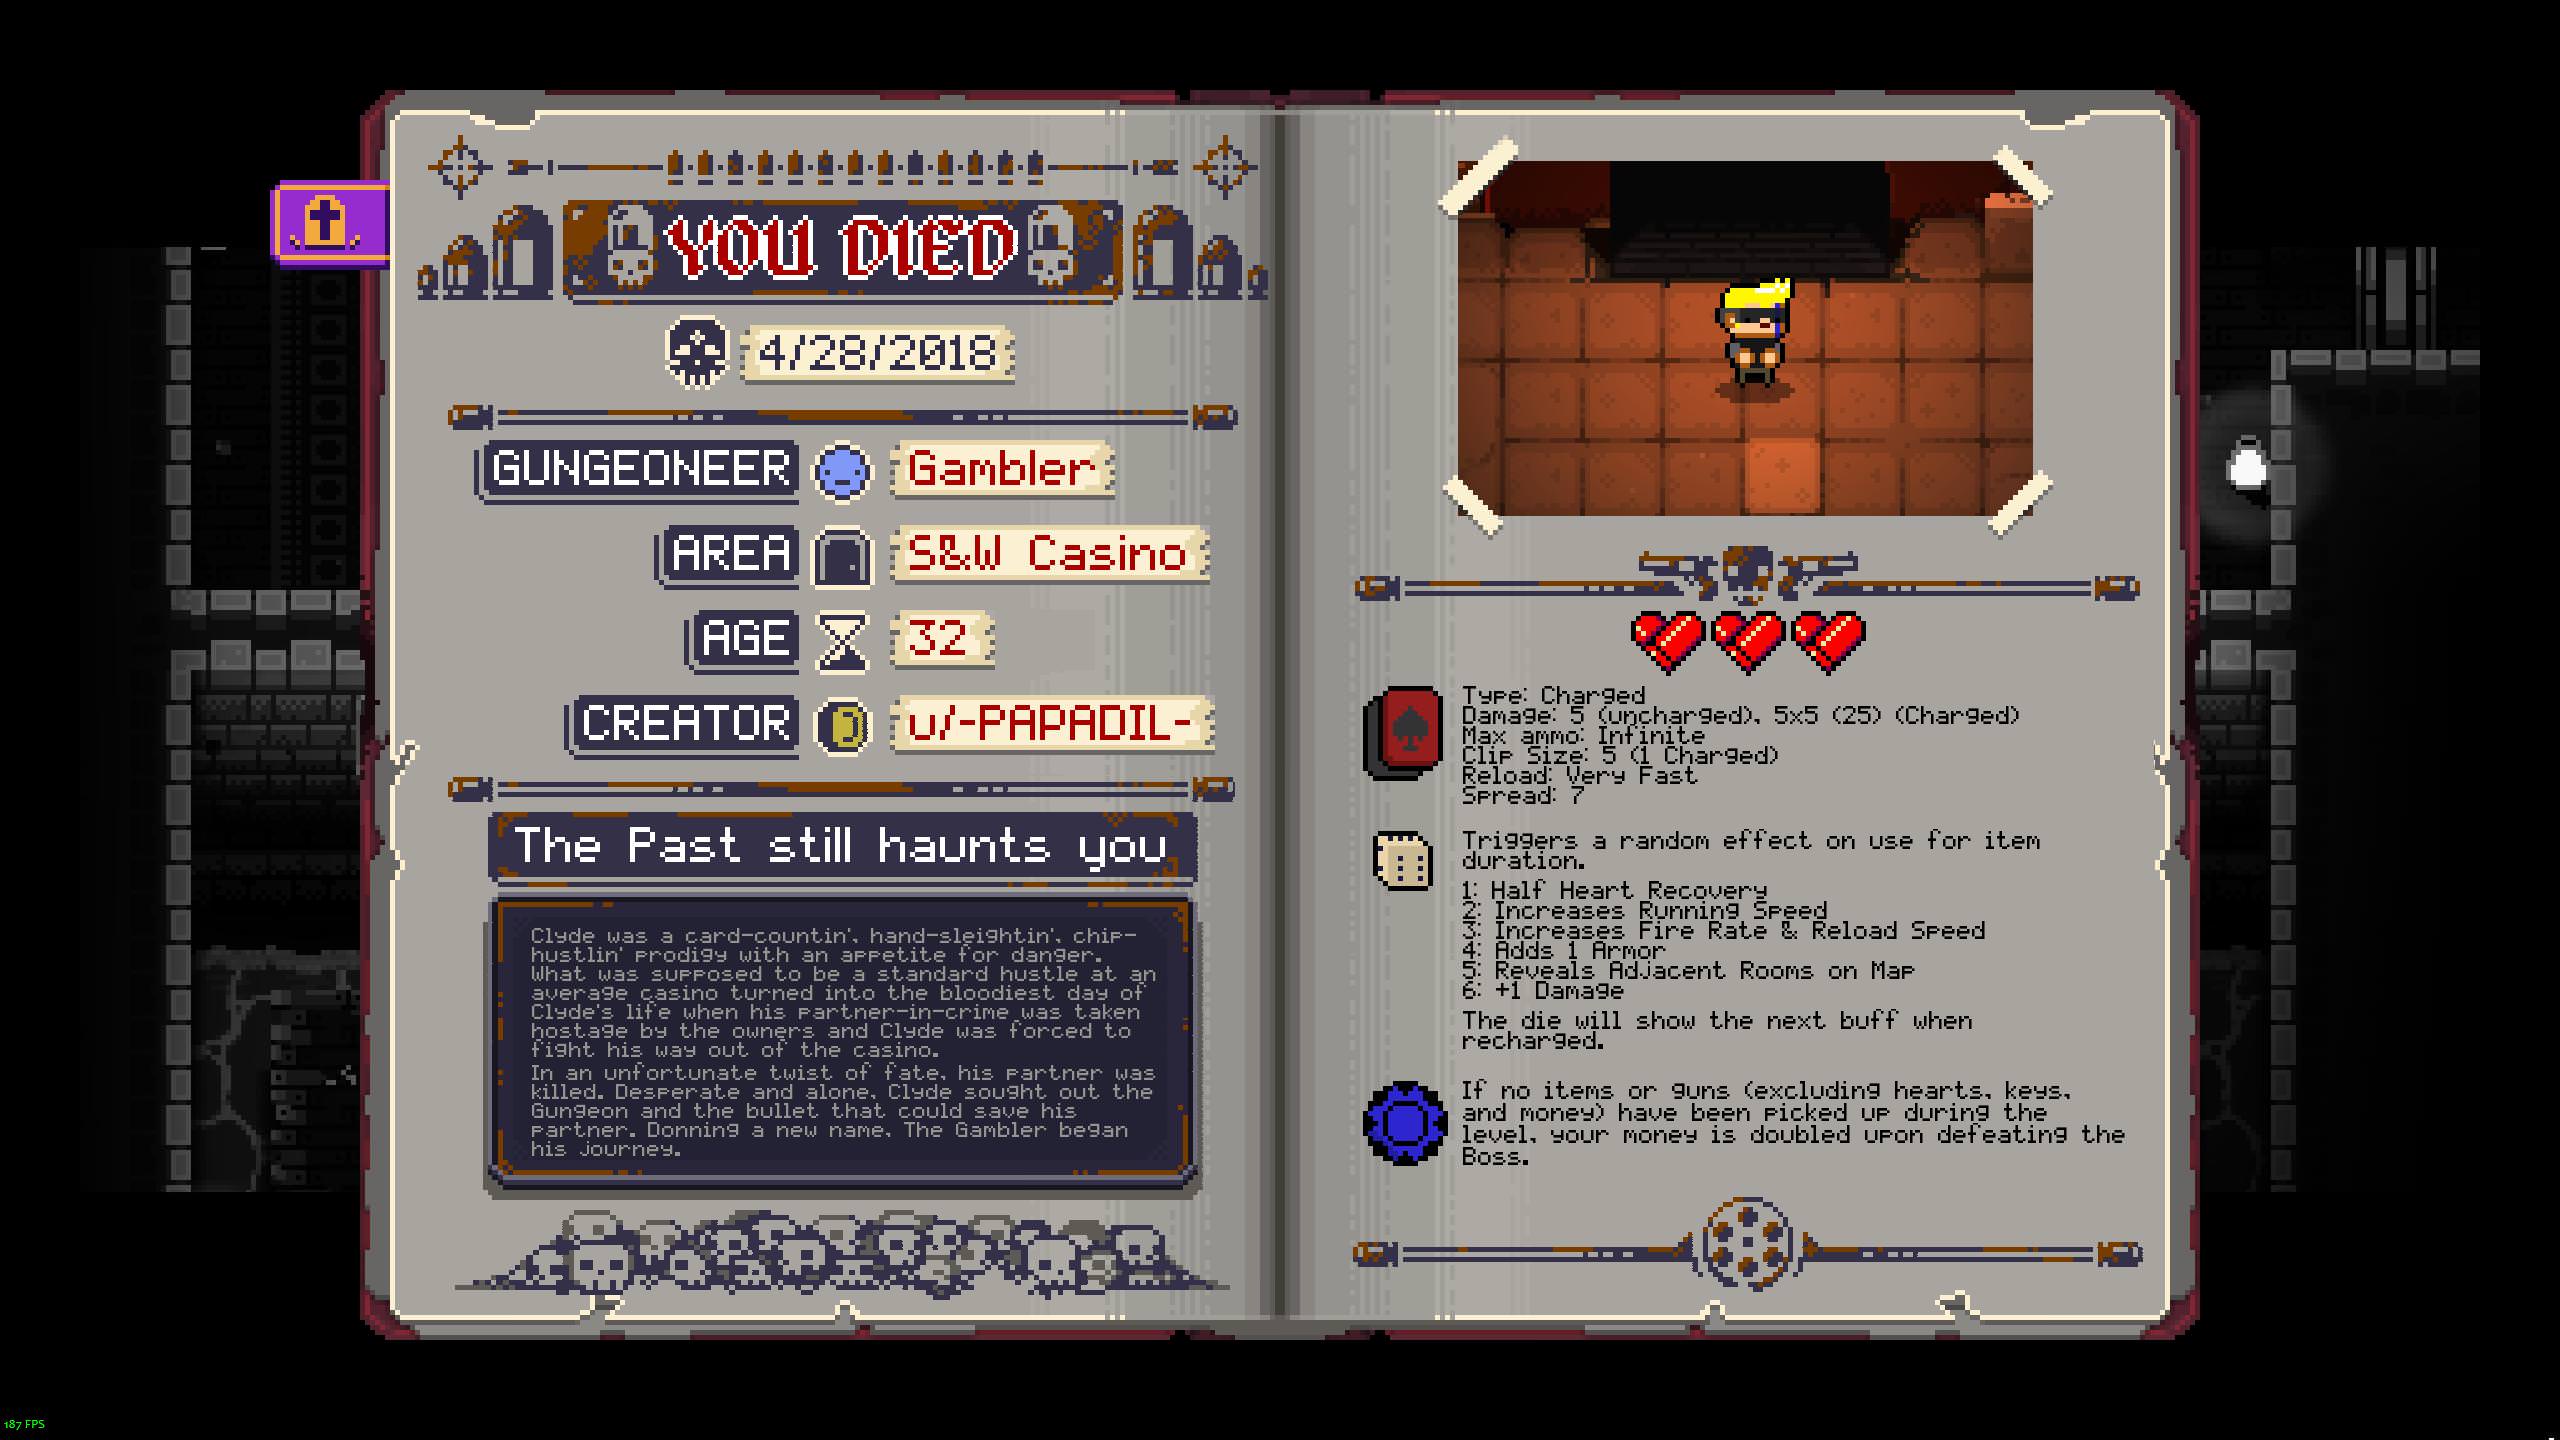 YOU DIED
4/28/2018
GUNGEONEER Gambler
AREA S&W Casino
AGE 32
CREATOR u/-PAPADIL-
The Past still haunts you
Clyde was a card-countin', hand-sleightin', chip-
hustlin' prodigy with an appetite for danger.
What was supposed to be a standard hustle at an
average casino turned into the bloodiest day of
Clyde's life when his partner-in-crime was taken
hostage by the owners and Clyde was forced to
fight his way out of the casino.
In an unfortunate twist of fate, his partner was
killed. Desperate and alone, Clyde sought out the
Gungeon and the bullet that could save his
partner. Donning a new name, The Gambler began
his journey.
Type: Charged
Damage: 5 (uncharged), 5x5 (25) (Charged)
Max ammo: Infinite
Clip Size: 5 (1 Charged)
Reload: Very Fast
Spread: 7
Triggers a random effect on use for item
duration.
1: Half Heart Recovery
2: Increases Running Speed
3: Increases Fire Rate & Reload Speed
4: Adds 1 Armor
5: Reveals Adjacent Rooms on Map
6: +1 Damage
The die will show the next buff when
recharged.
If no items or guns (excluding hearts, keys,
and money) have been picked up during the
level, your money is doubled upon defeating the
Boss.
187 FPS